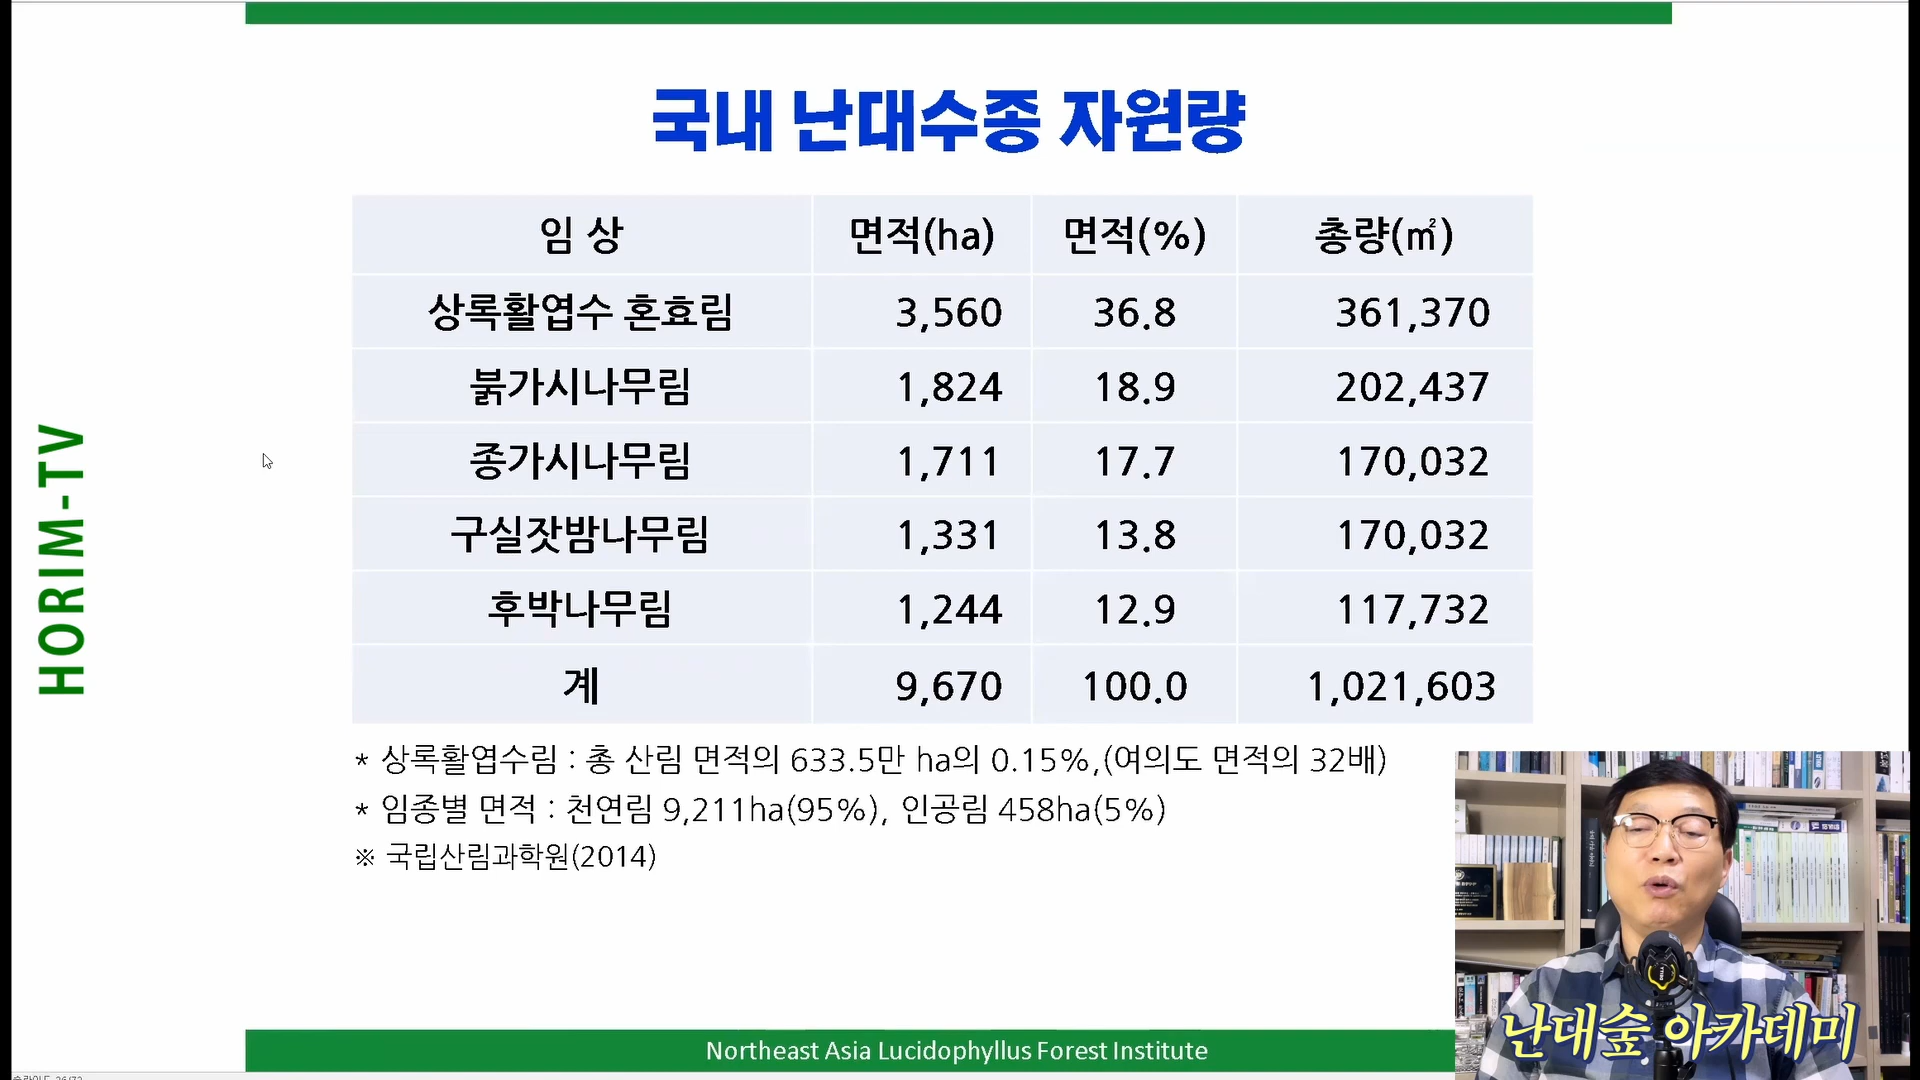 국내 난대수종 자원량
임 상 면적(ha) 면적(%) 총량(㎡)
상록활엽수 혼효림 3,560 36.8 361,370
붉가시나무림 1,824 18.9 202,437
종가시나무림 1,711 17.7 170,032
구실잣밤나무림 1,331 13.8 170,032
후박나무림 1,244 12.9 117,732
계 9,670 100.0 1,021,603
* 상록활엽수림 : 총 산림 면적의 633.5만 ha의 0.15%,(여의도 면적의 32배)
* 임종별 면적 : 천연림 9,211ha(95%), 인공림 458ha(5%)
※ 국립산림과학원(2014)
HORIM-TV
난대숲 아카데미
Northeast Asia Lucidophyllus Forest Institute